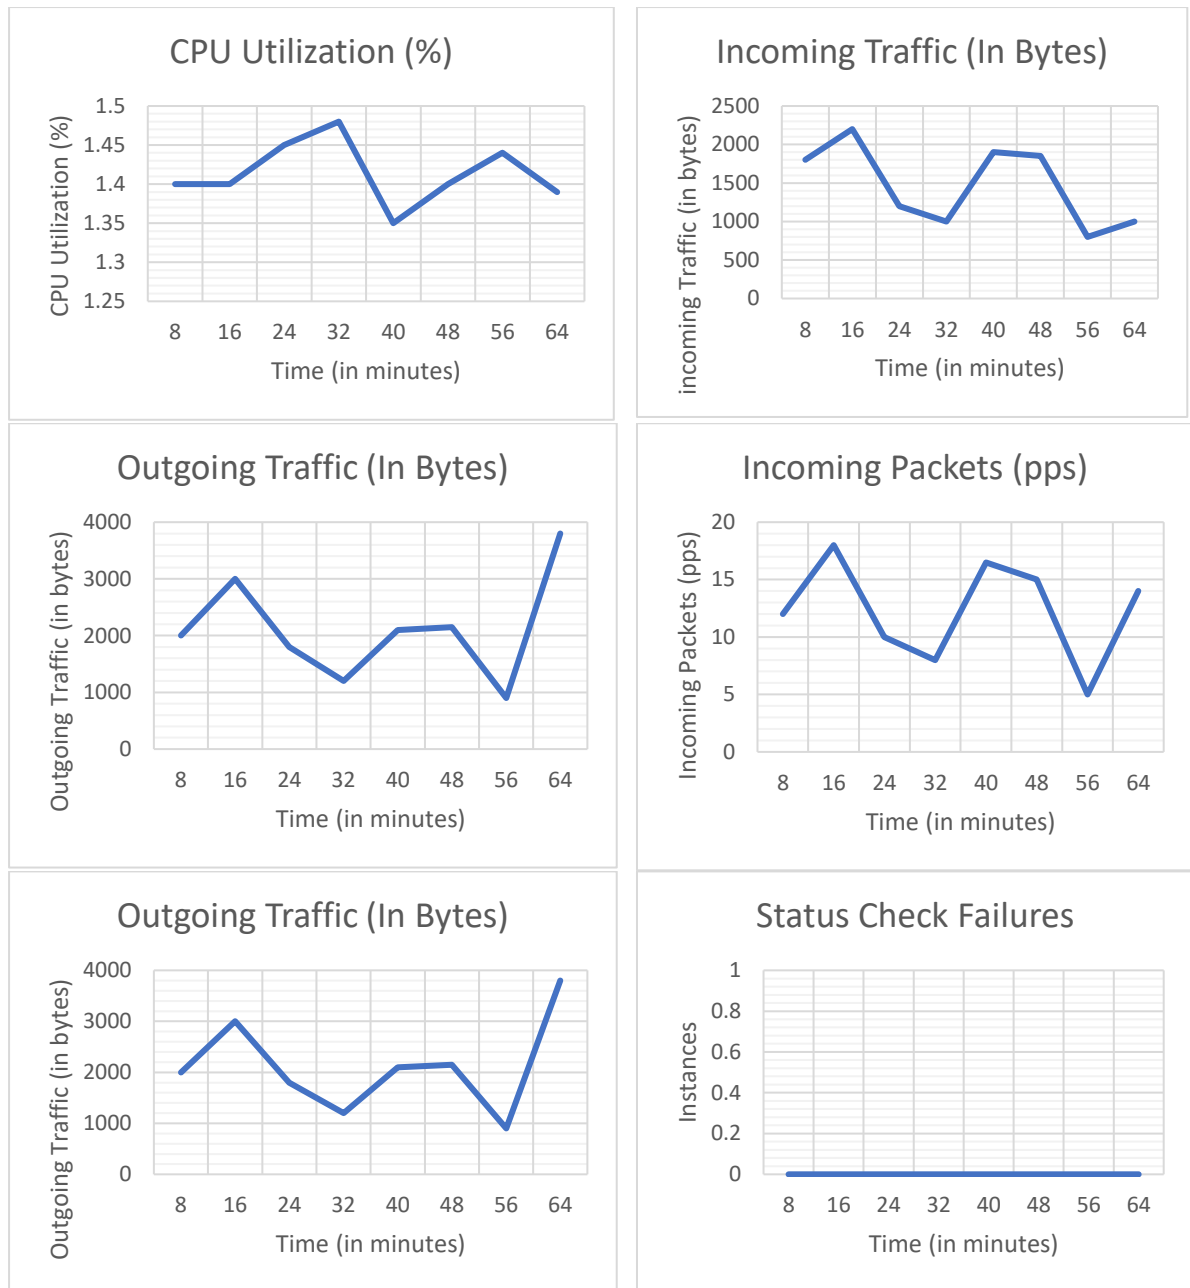 CPU Utilization (%)
CPU Utilization (%)
1.5
1.45
1.4
1.35
1.3
1.25
8 16 24 32 40 48 56 64
Time (in minutes)
Incoming Traffic (In Bytes)
incoming Traffic (in bytes)
2500
2000
1500
1000
500
0
8 16 24 32 40 48 56 64
Time (in minutes)
Outgoing Traffic (In Bytes)
Outgoing Traffic (in bytes)
4000
3000
2000
1000
0
8 16 24 32 40 48 56 64
Time (in minutes)
Incoming Packets (pps)
Incoming Packets (pps)
20
15
10
5
0
8 16 24 32 40 48 56 64
Time (in minutes)
Outgoing Traffic (In Bytes)
Outgoing Traffic (in bytes)
4000
3000
2000
1000
0
8 16 24 32 40 48 56 64
Time (in minutes)
Status Check Failures
Instances
1
0.8
0.6
0.4
0.2
0
8 16 24 32 40 48 56 64
Time (in minutes)